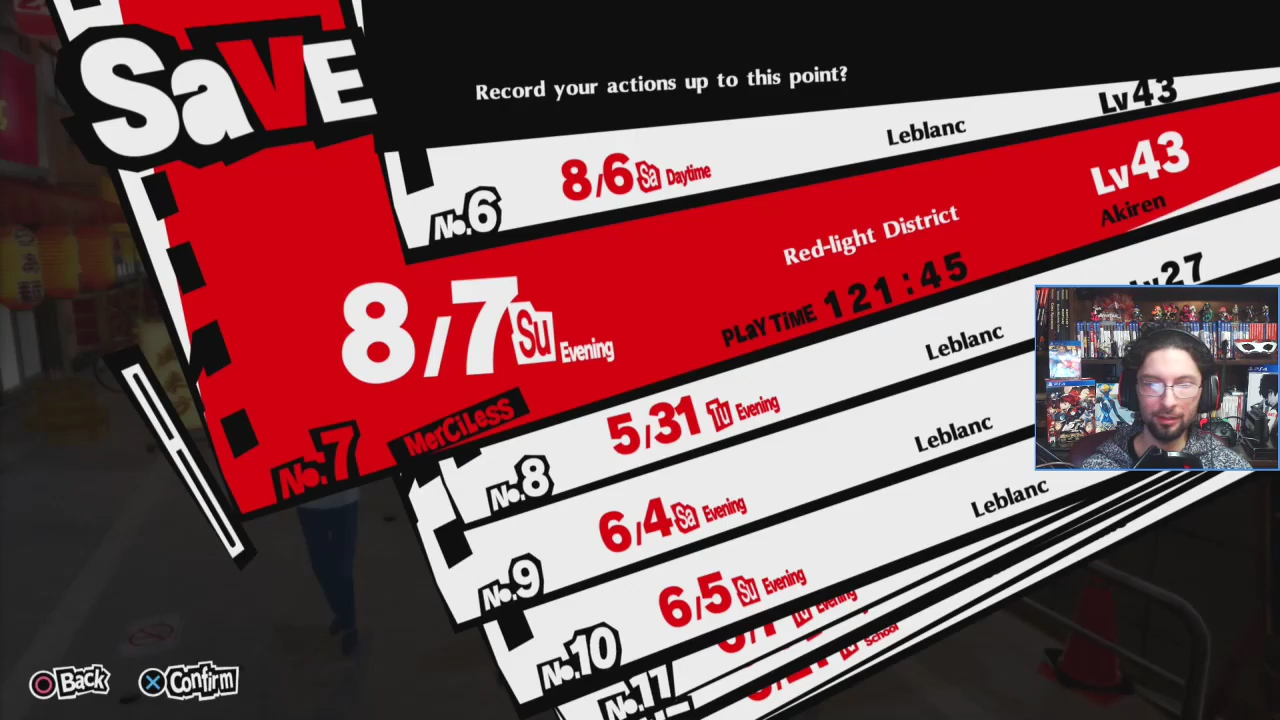 SaVE
Record your actions up to this point?
No.6 8/6 Sa Daytime Leblanc Lv43
No.7 8/7 Su Evening Red-light District Lv43
Akiren
PLaY TiME 121:45
MerCiLesS
No.8 5/31 Tu Evening Leblanc Lv27
No.9 6/4 Sa Evening Leblanc
No.10 6/5 Su Evening Leblanc
No.11
Back Confirm